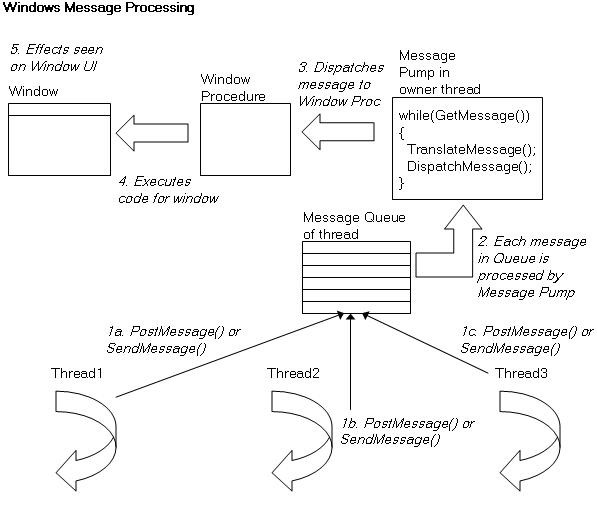 Windows Message Processing
5. Effects seen
on Window UI
Window
Window
Procedure
3. Dispatches
message to
Window Proc
Message
Pump in
owner thread
while(GetMessage())
{
TranslateMessage();
DispatchMessage();
}
4. Executes
code for window
Message Queue
of thread
2. Each message
in Queue is
processed by
Message Pump
1a. PostMessage() or
SendMessage()
1c. PostMessage() or
SendMessage()
Thread1
Thread2
Thread3
1b. PostMessage() or
SendMessage()